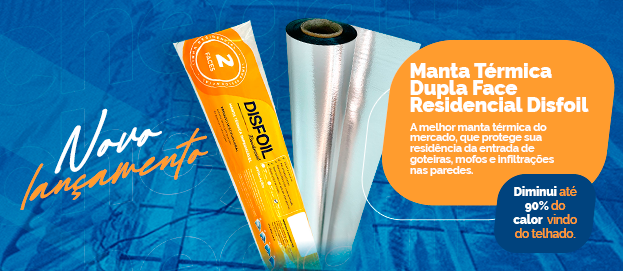 Novo
lançamento
2
FACES
DISFOIL
Manta Térmica
Dupla Face
Residencial Disfoil
A melhor manta térmica do
mercado, que protege sua
residência da entrada de
goteiras, mofos e infiltrações
nas paredes.
Diminui até
90% do
calor vindo
do telhado.